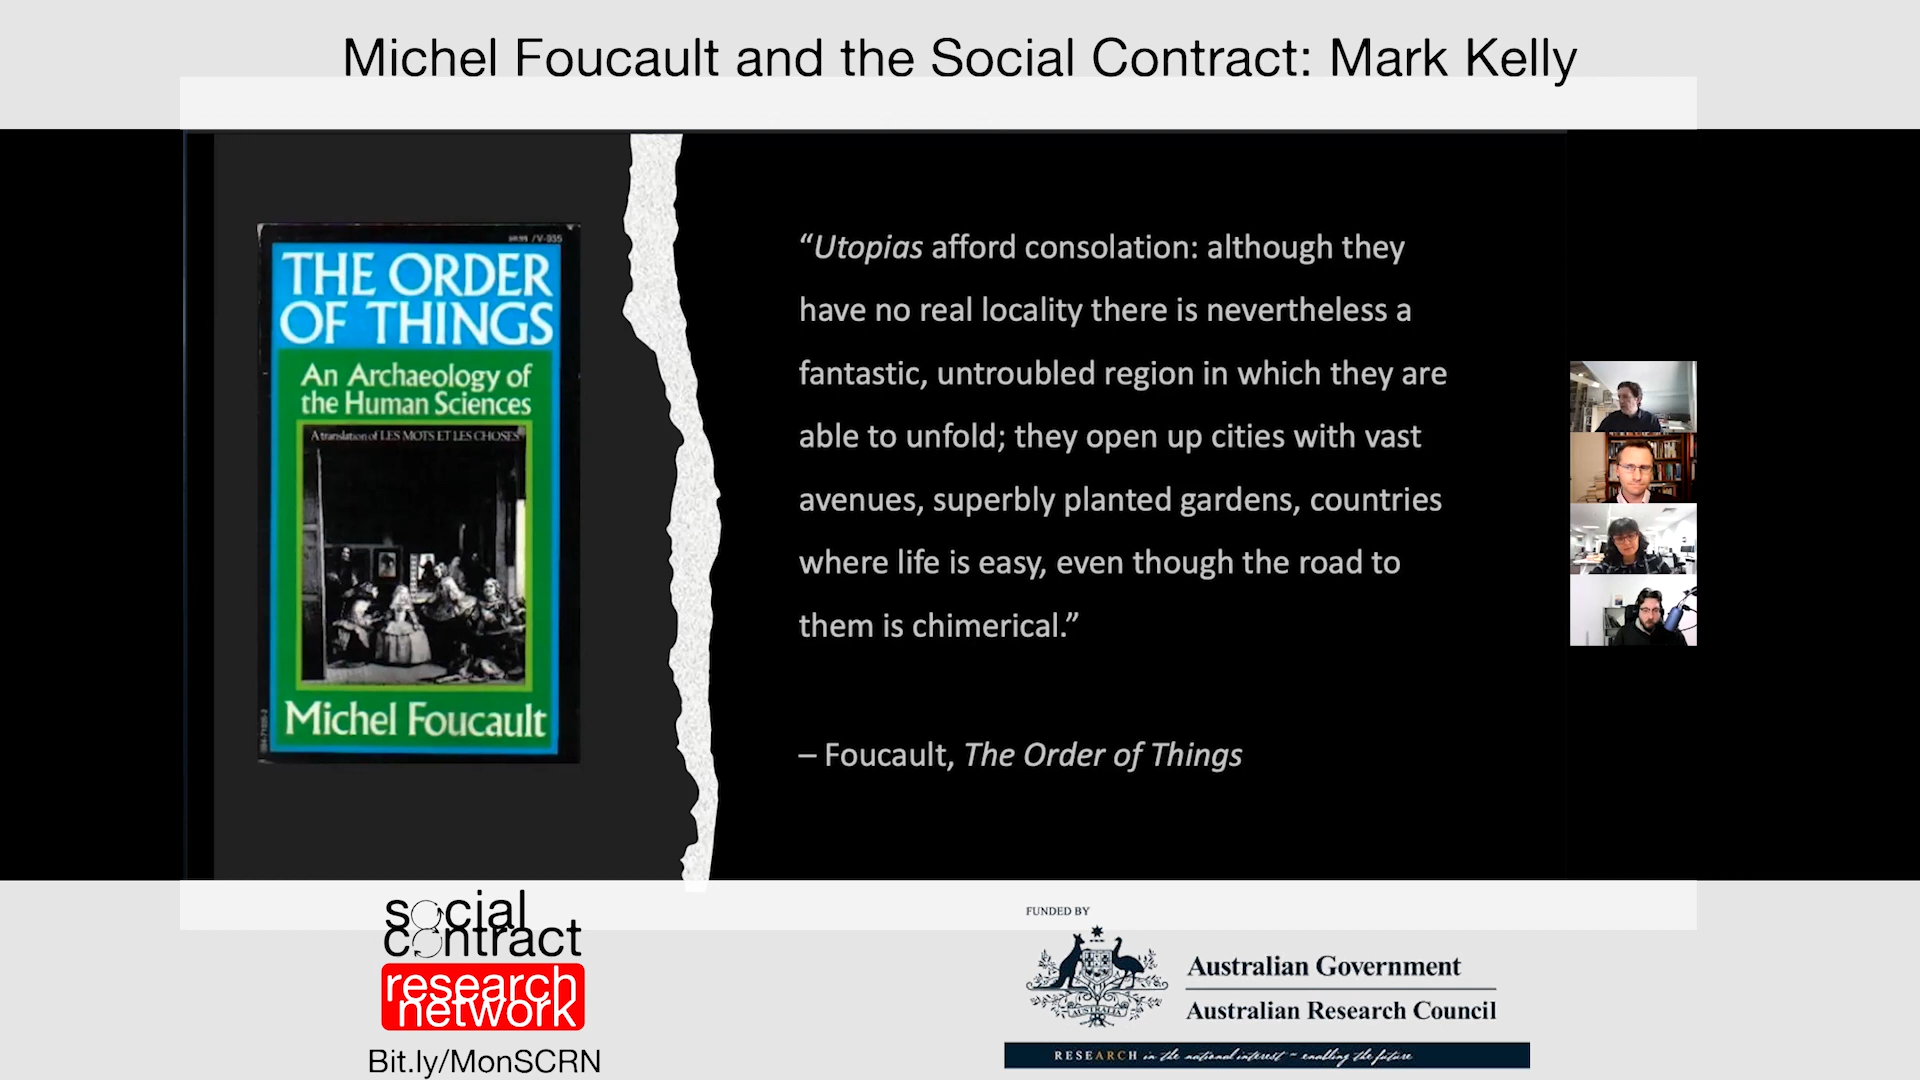 Michel Foucault and the Social Contract: Mark Kelly
/V-935
THE ORDER
OF THINGS
An Archaeology of
the Human Sciences
A translation of LES MOTS ET LES CHOSES
Michel Foucault
“Utopias afford consolation: although they
have no real locality there is nevertheless a
fantastic, untroubled region in which they are
able to unfold; they open up cities with vast
avenues, superbly planted gardens, countries
where life is easy, even though the road to
them is chimerical.”
– Foucault, The Order of Things
social
contract
research
network
Bit.ly/MonSCRN
FUNDED BY
AUSTRALIA
Australian Government
Australian Research Council
RESEARCH in the national interest ~ enabling the future